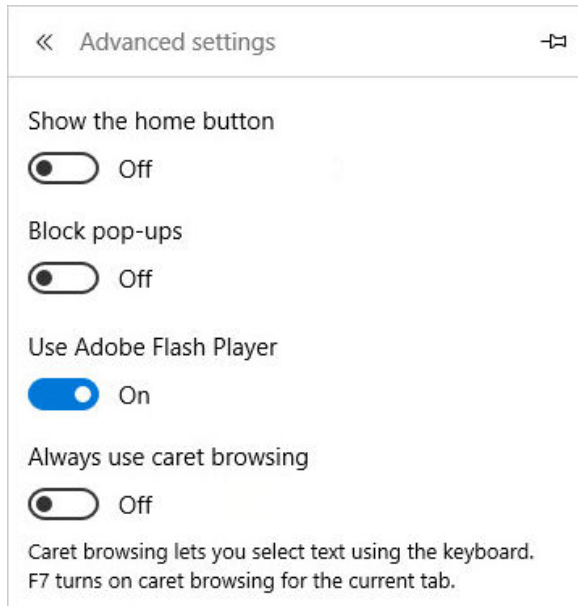 Advanced settings
Show the home button
Off
Block pop-ups
Off
Use Adobe Flash Player
On
Always use caret browsing
Off
Caret browsing lets you select text using the keyboard.
F7 turns on caret browsing for the current tab.